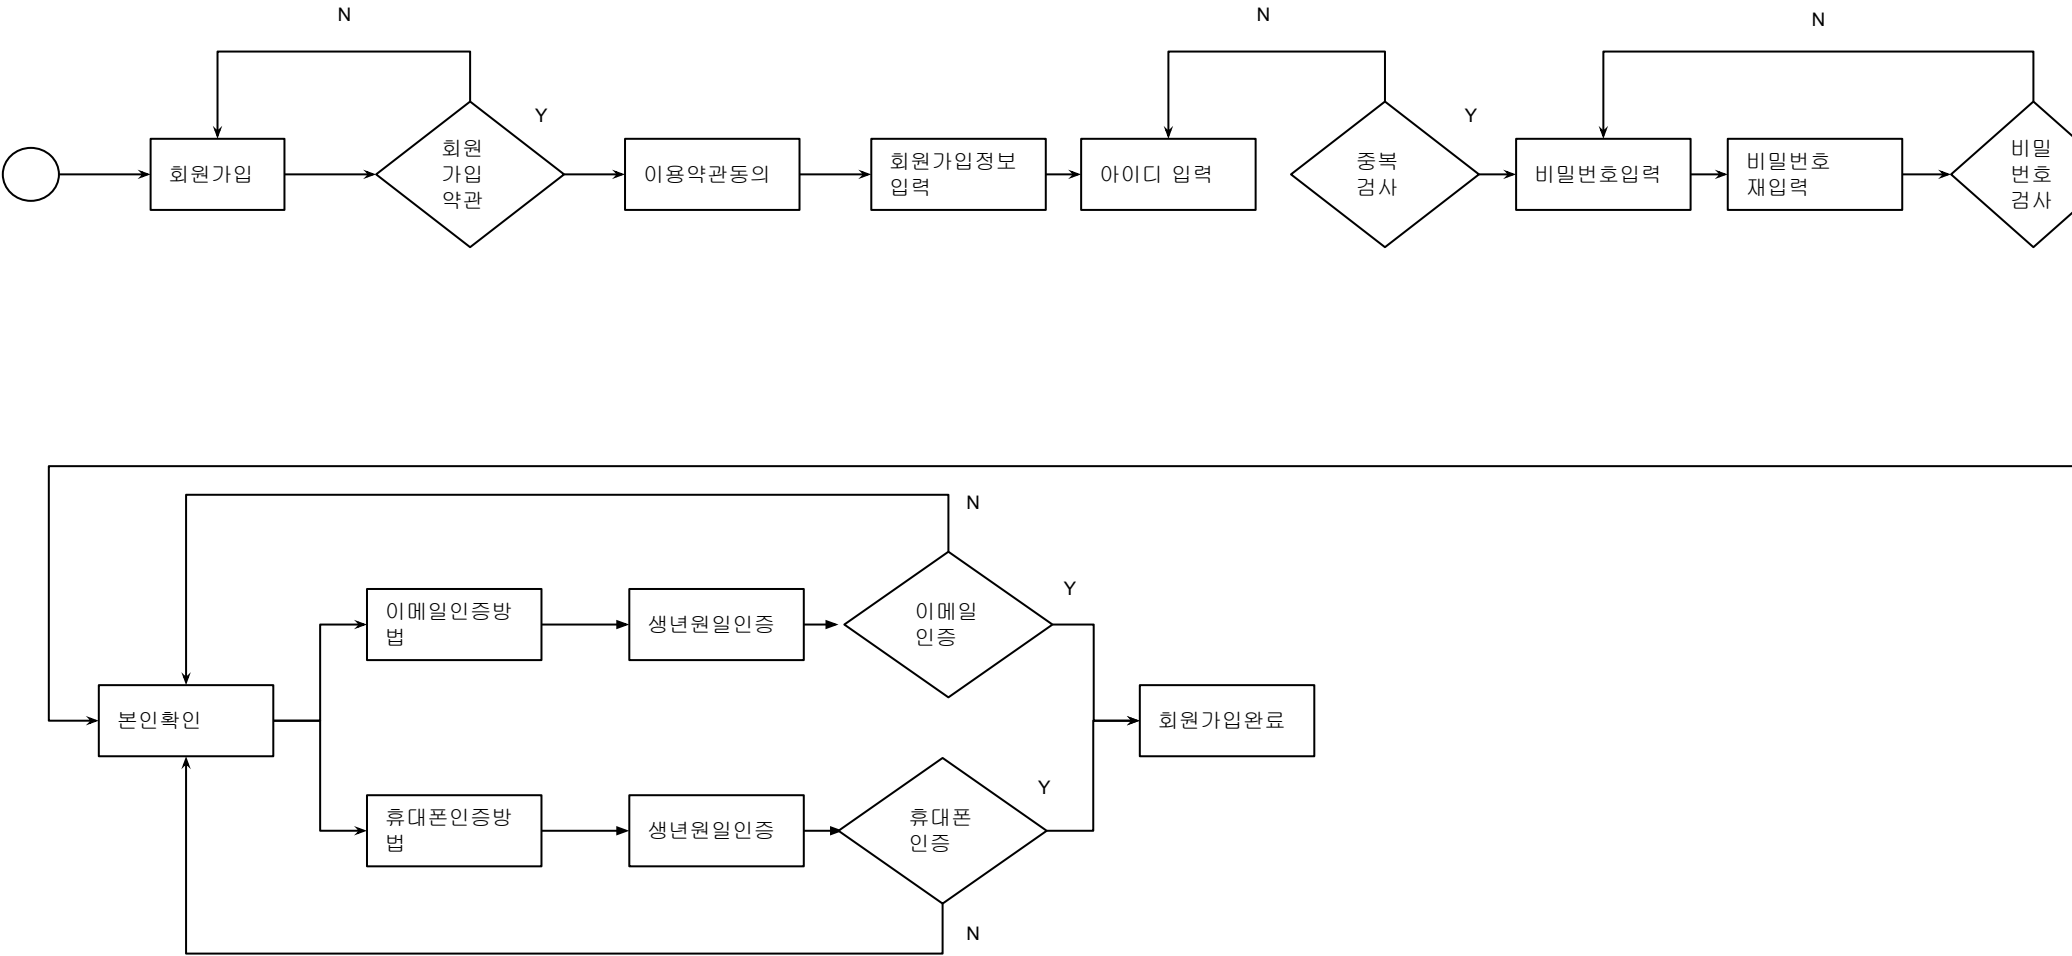 N
N
N
Y
Y
회원가입
회원
가입
약관
이용약관동의
회원가입정보
입력
아이디 입력
중복
검사
비밀번호입력
비밀번호
재입력
비밀
번호
검사
N
Y
이메일인증방
법
생년원일인증
이메일
인증
본인확인
회원가입완료
Y
휴대폰인증방
법
생년원일인증
휴대폰
인증
N